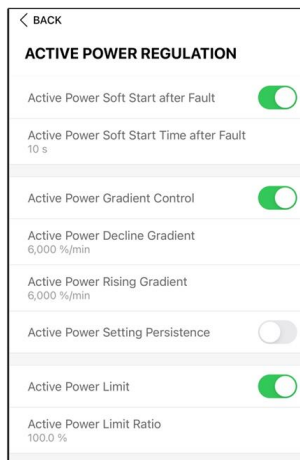 BACK
ACTIVE POWER REGULATION
Active Power Soft Start after Fault
Active Power Soft Start Time after Fault
10 s
Active Power Gradient Control
Active Power Decline Gradient
6,000 %/min
Active Power Rising Gradient
6,000 %/min
Active Power Setting Persistence
Active Power Limit
Active Power Limit Ratio
100.0 %